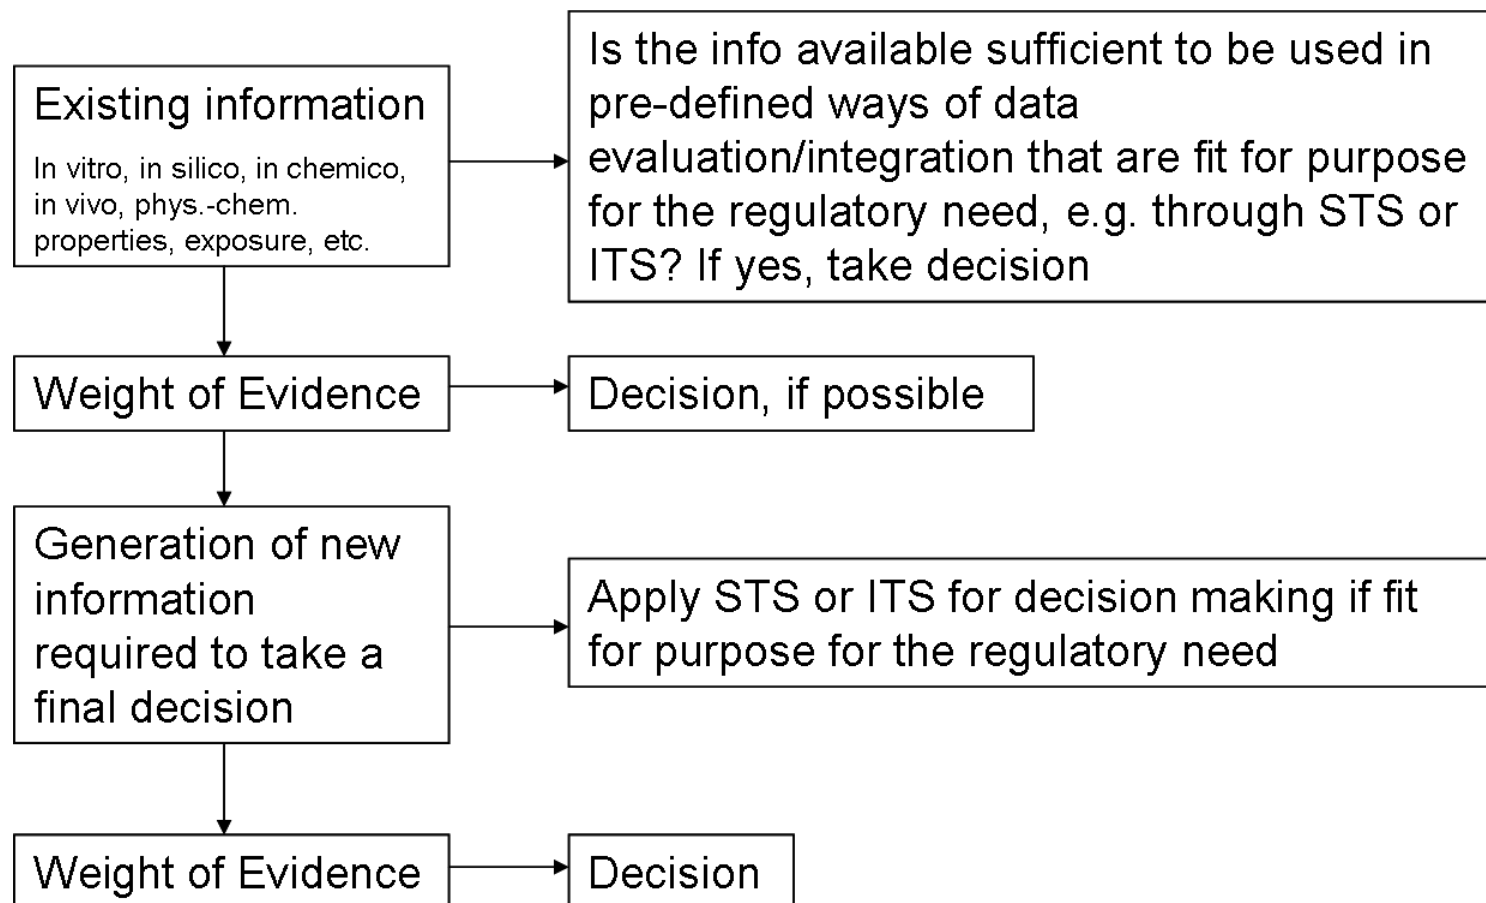 Existing information
In vitro, in silico, in chemico,
in vivo, phys.-chem.
properties, exposure, etc.
Is the info available sufficient to be used in
pre-defined ways of data
evaluation/integration that are fit for purpose
for the regulatory need, e.g. through STS or
ITS? If yes, take decision
Weight of Evidence
Decision, if possible
Generation of new
information
required to take a
final decision
Apply STS or ITS for decision making if fit
for purpose for the regulatory need
Weight of Evidence
Decision